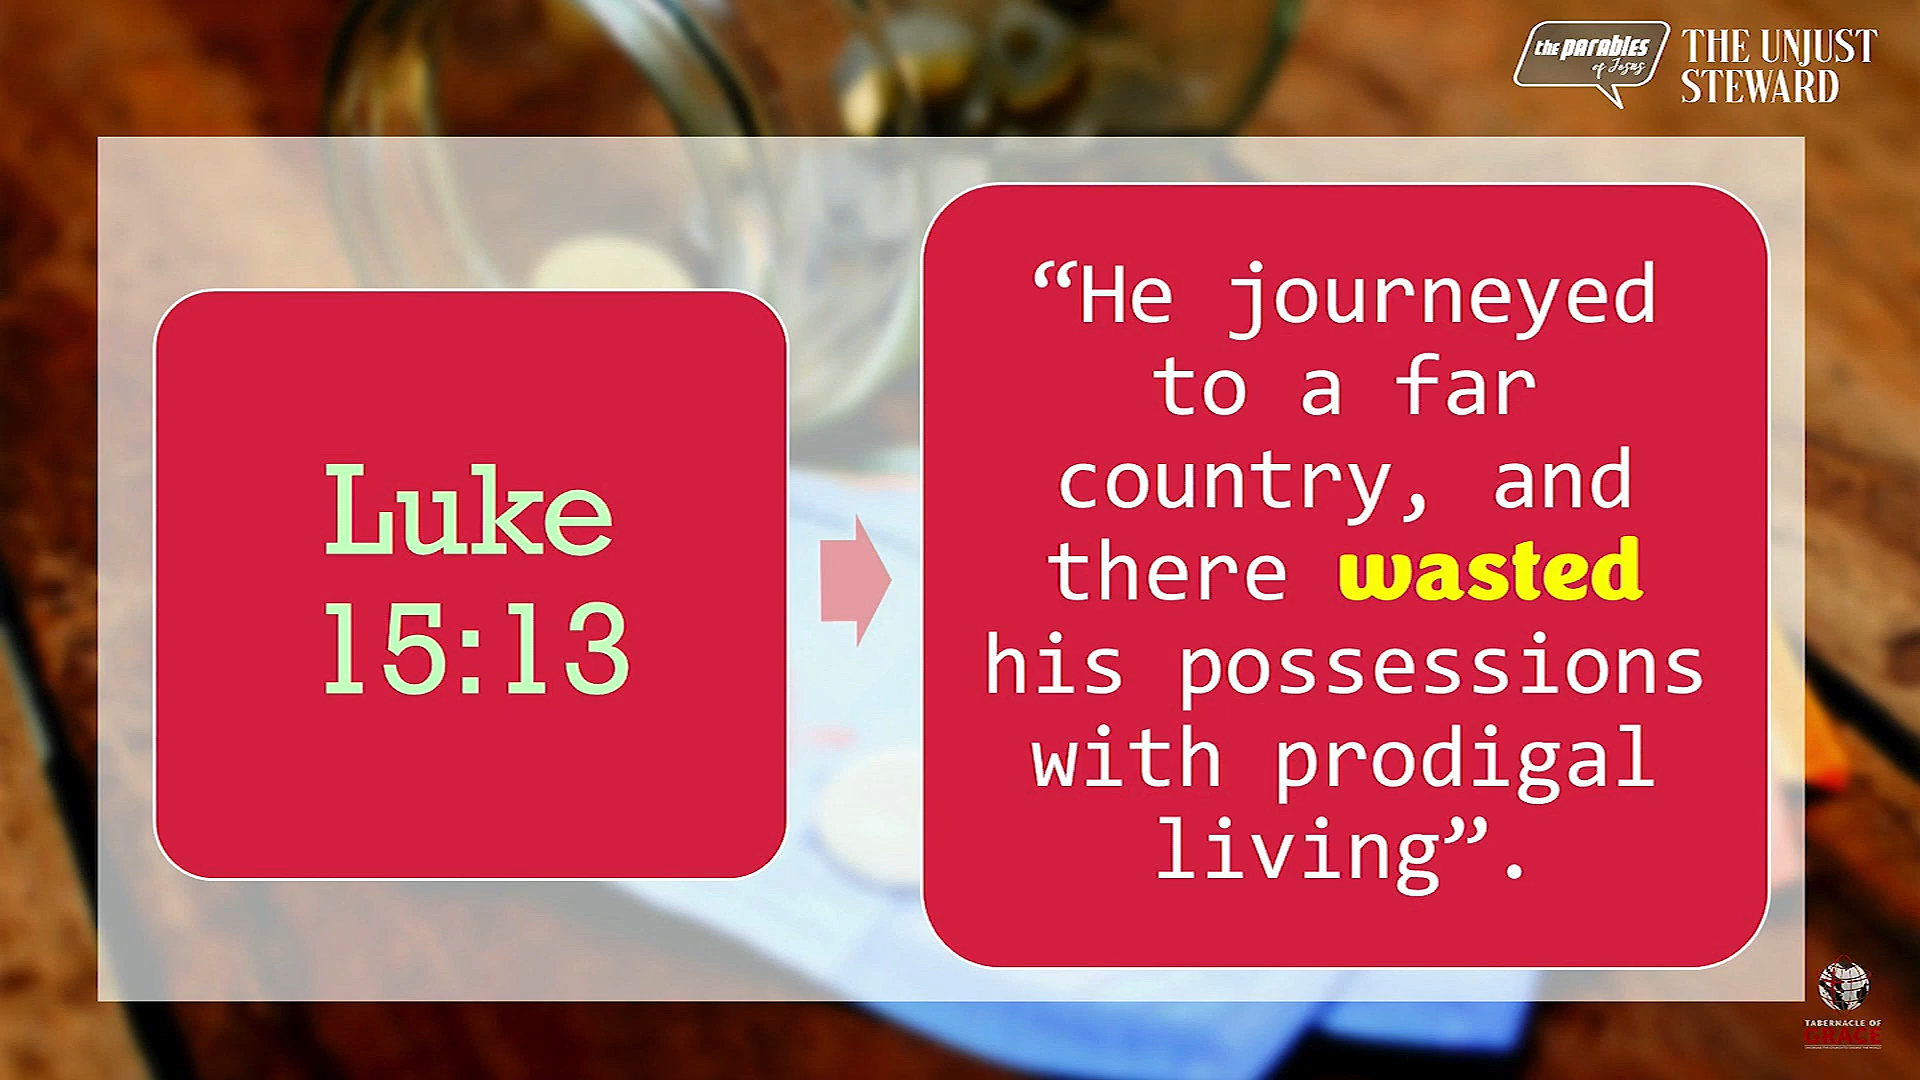 the parables
of Jesus
THE UNJUST
STEWARD
Luke
15:13
“He journeyed
to a far
country, and
there wasted
his possessions
with prodigal
living”.
TABERNACLE OF
GRACE